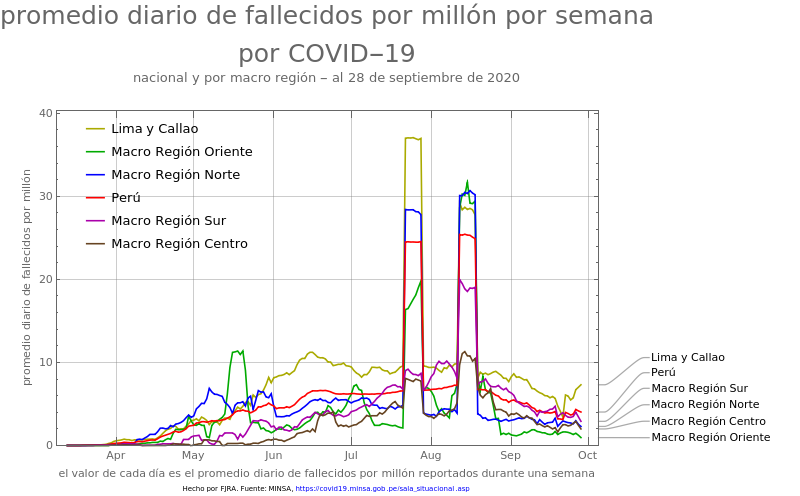 promedio diario de fallecidos por millón por semana
por COVID−19
nacional y por macro región − al 28 de septiembre de 2020
promedio diario de fallecidos por millón
40
30
20
10
0
Lima y Callao
Macro Región Oriente
Macro Región Norte
Perú
Macro Región Sur
Macro Región Centro
Lima y Callao
Perú
Macro Región Sur
Macro Región Norte
Macro Región Centro
Macro Región Oriente
Apr May Jun Jul Aug Sep Oct
el valor de cada día es el promedio diario de fallecidos por millón reportados durante una semana
Hecho por FJRA. Fuente: MINSA, https://covid19.minsa.gob.pe/sala_situacional.asp